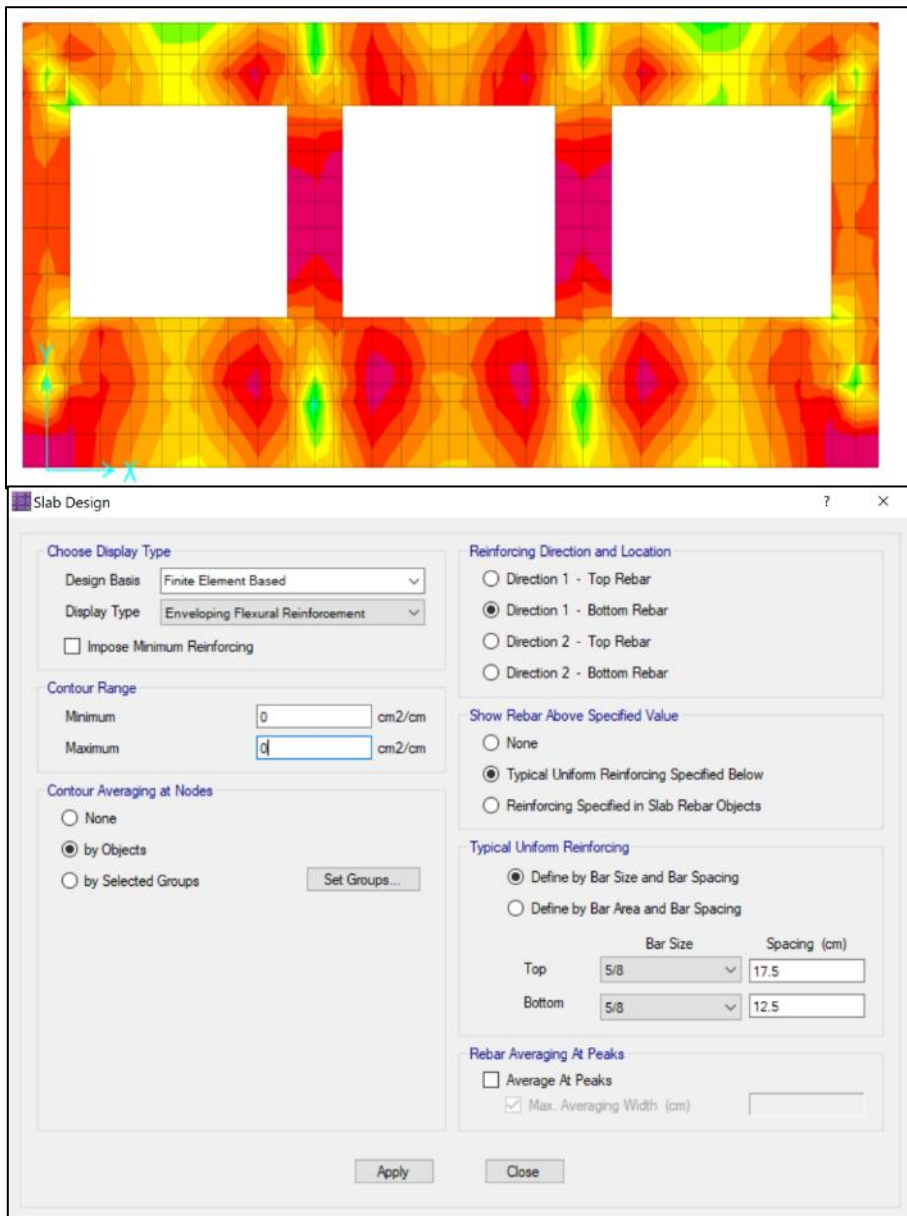 Y
X
Slab Design
?
×
Choose Display Type
Design Basis
Finite Element Based
Display Type
Enveloping Flexural Reinforcement
Impose Minimum Reinforcing
Contour Range
Minimum
0
cm2/cm
Maximum
0
cm2/cm
Contour Averaging at Nodes
None
by Objects
by Selected Groups
Set Groups...
Reinforcing Direction and Location
Direction 1 - Top Rebar
Direction 1 - Bottom Rebar
Direction 2 - Top Rebar
Direction 2 - Bottom Rebar
Show Rebar Above Specified Value
None
Typical Uniform Reinforcing Specified Below
Reinforcing Specified in Slab Rebar Objects
Typical Uniform Reinforcing
Define by Bar Size and Bar Spacing
Define by Bar Area and Bar Spacing
Bar Size
Spacing (cm)
Top
5/8
17.5
Bottom
5/8
12.5
Rebar Averaging At Peaks
Average At Peaks
Max. Averaging Width (cm)
Apply
Close